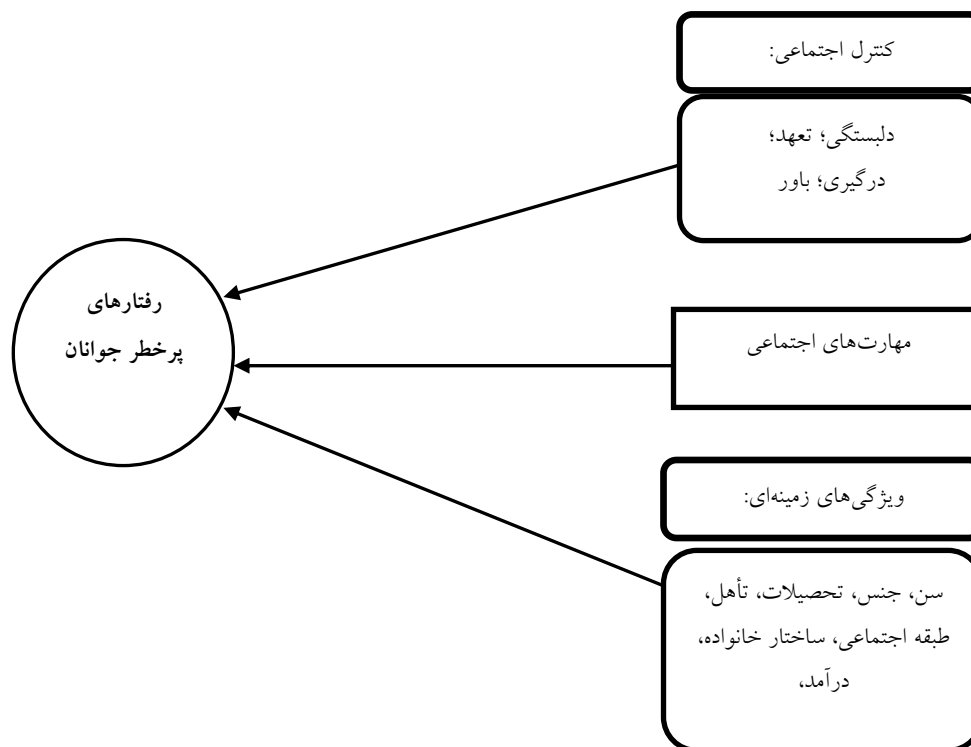 کنترل اجتماعی:
دلبستگی؛ تعهد؛
درگیری؛ باور
رفتارهای
پرخطر جوانان
مهارت‌های اجتماعی
ویژگی‌های زمینه‌ای:
سن، جنس، تحصیلات، تأهل،
طبقه اجتماعی، ساختار خانواده،
درآمد،